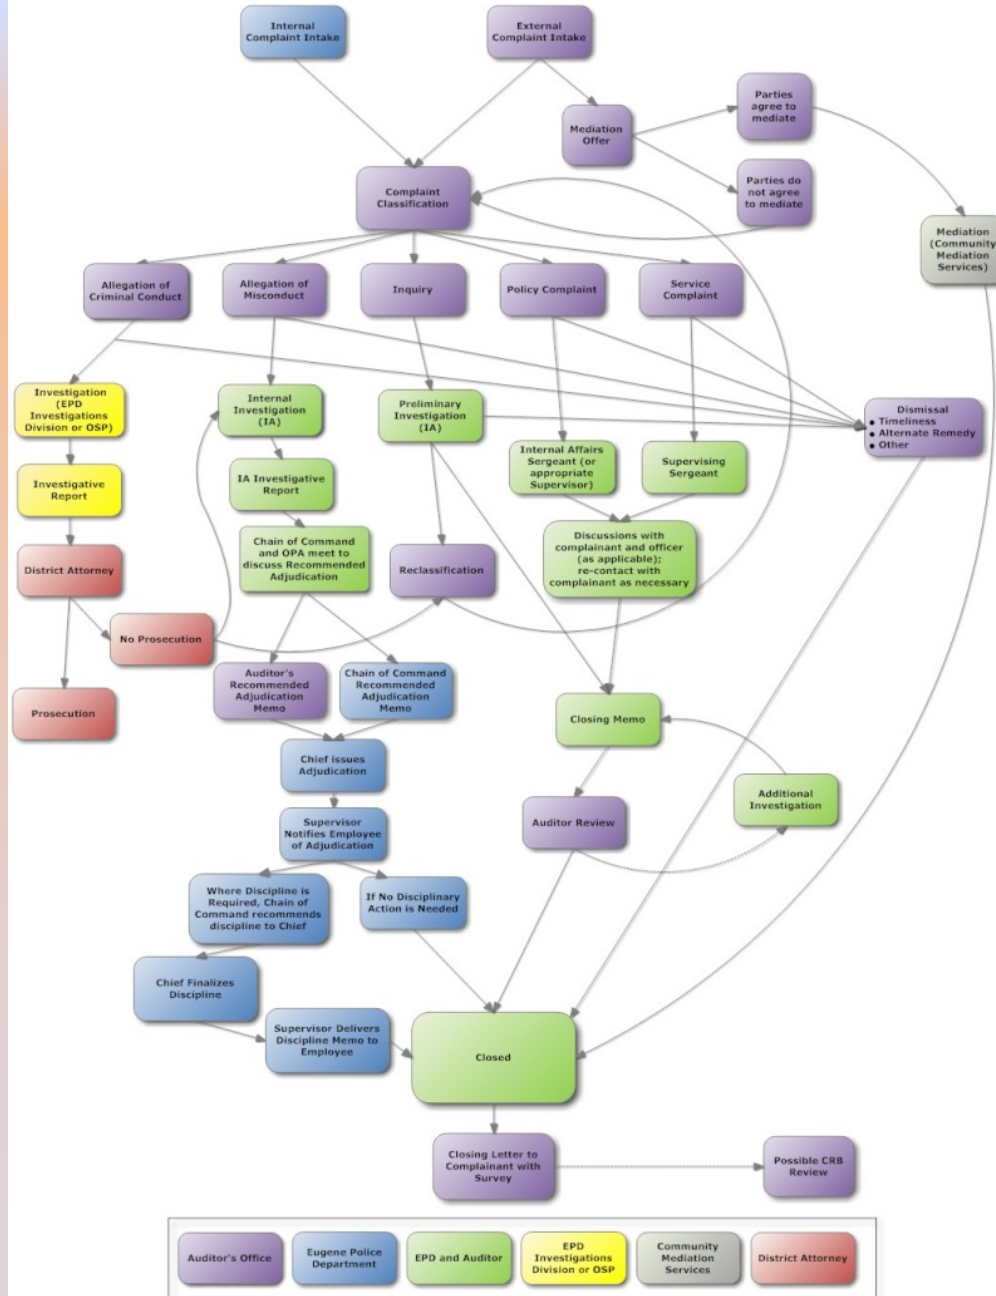 Internal
Complaint Intake
External
Complaint Intake
Mediation
Offer
Parties
agree to
mediate
Parties do
not agree
to mediate
Complaint
Classification
Mediation
(Community
Mediation
Services)
Allegation of
Criminal Conduct
Allegation of
Misconduct
Inquiry
Policy Complaint
Service
Complaint
Investigation
(EPD
Investigations
Division or OSP)
Internal
Investigation
(IA)
Preliminary
Investigation
(IA)
Dismissal
• Timeliness
• Alternate Remedy
• Other
Internal Affairs
Sergeant (or
appropriate
Supervisor)
Supervising
Sergeant
Investigative
Report
IA Investigative
Report
Chain of Command
and OPA meet to
discuss Recommended
Adjudication
Discussions with
complainant and officer
(as applicable);
re-contact with
complainant as necessary
District Attorney
Reclassification
No Prosecution
Prosecution
Auditor's
Recommended
Adjudication
Memo
Chain of Command
Recommended
Adjudication
Memo
Closing Memo
Chief issues
Adjudication
Additional
Investigation
Auditor Review
Supervisor
Notifies Employee
of Adjudication
Where Discipline is
Required, Chain of
Command recommends
discipline to Chief
If No Disciplinary
Action is Needed
Chief Finalizes
Discipline
Supervisor Delivers
Discipline Memo to
Employee
Closed
Closing Letter to
Complainant with
Survey
Possible CRB
Review
Auditor's Office
Eugene Police
Department
EPD and Auditor
EPD
Investigations
Division or OSP
Community
Mediation
Services
District Attorney